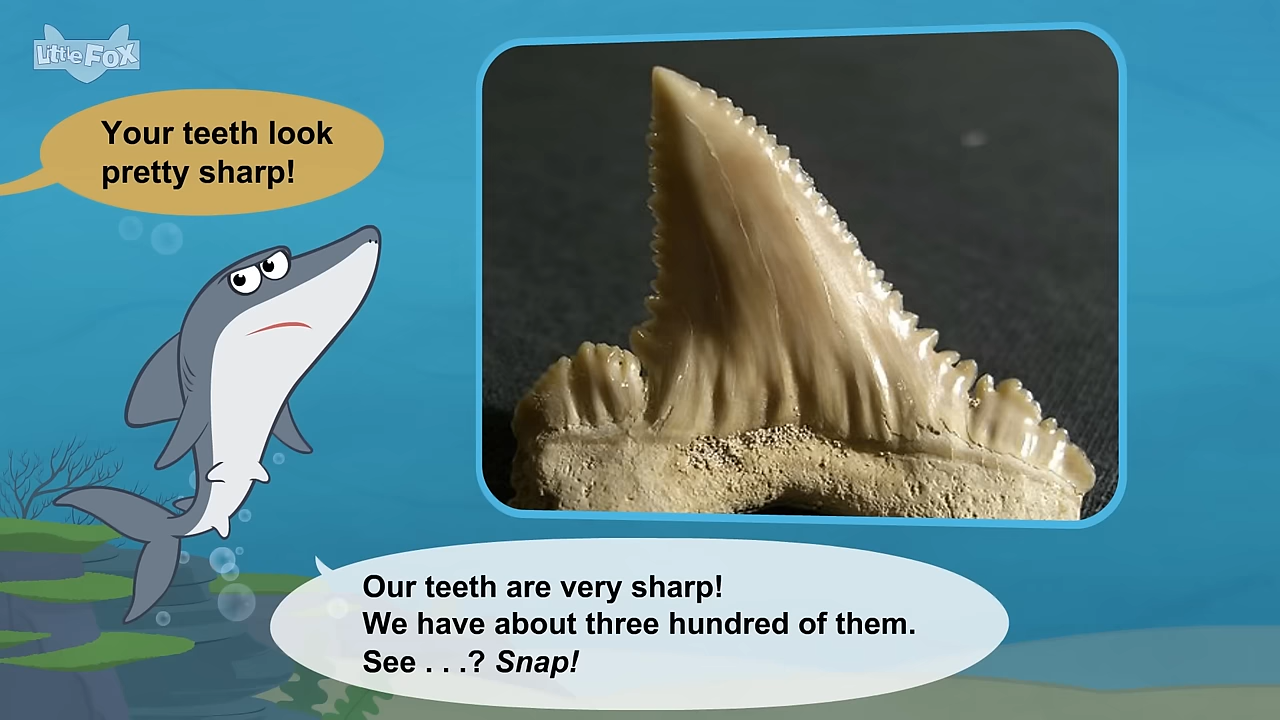 Little Fox
Your teeth look
pretty sharp!
Our teeth are very sharp!
We have about three hundred of them.
See . . .? Snap!